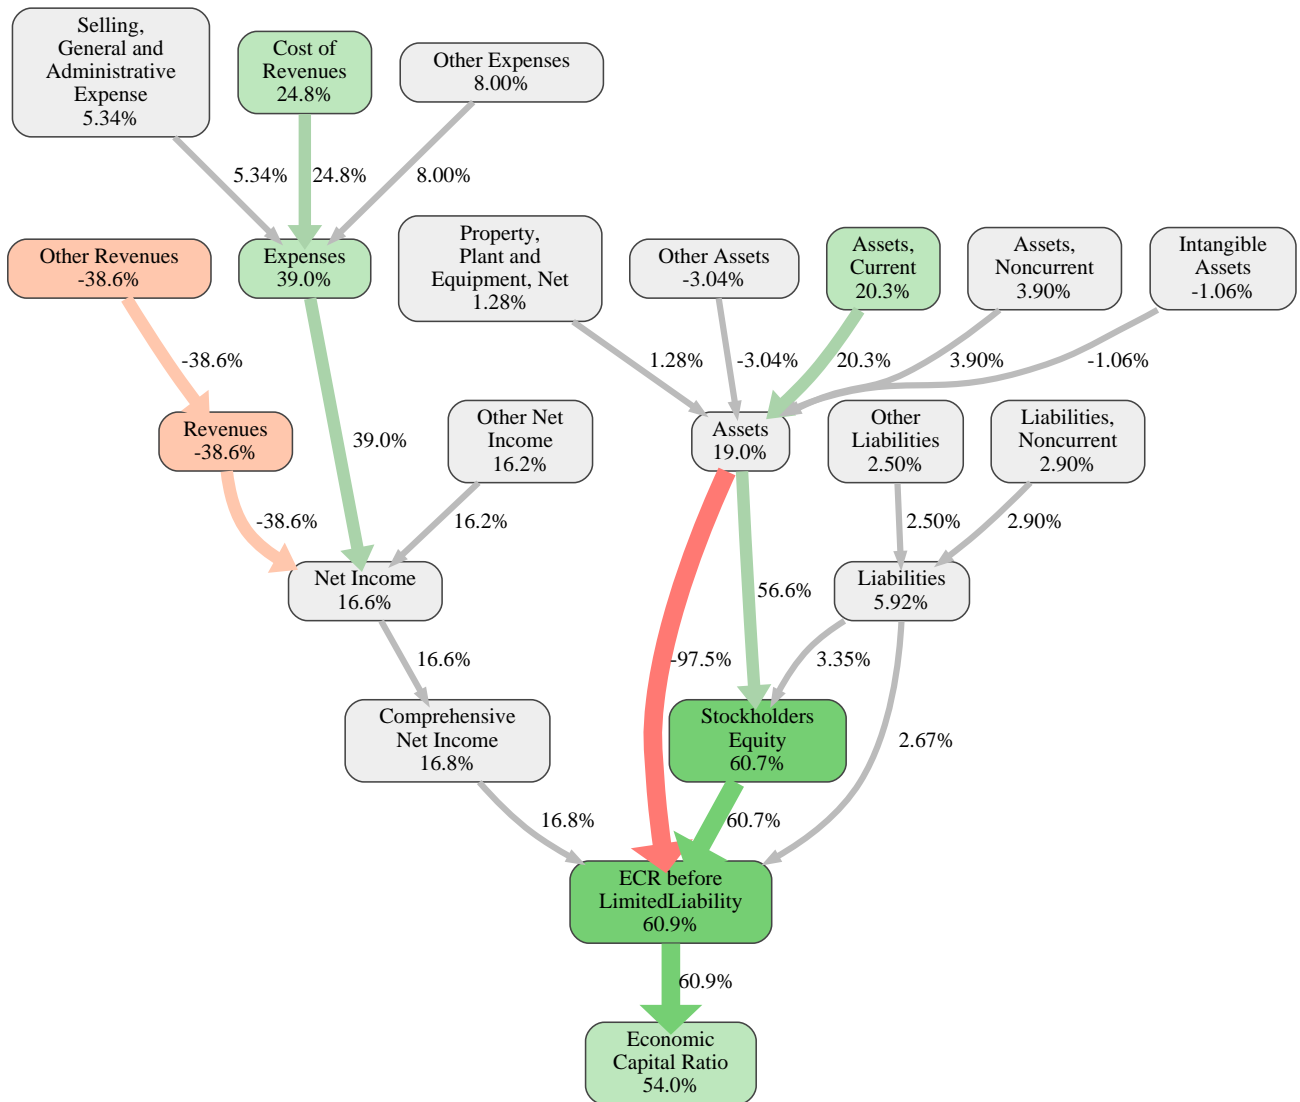 Selling,
General and
Administrative
Expense
5.34%
Cost of
Revenues
24.8%
Other Expenses
8.00%
5.34%
24.8%
8.00%
Other Revenues
-38.6%
Expenses
39.0%
Property,
Plant and
Equipment, Net
1.28%
Other Assets
-3.04%
Assets,
Current
20.3%
Assets,
Noncurrent
3.90%
Intangible
Assets
-1.06%
-38.6%
1.28%
-3.04%
20.3%
3.90%
-1.06%
Revenues
-38.6%
39.0%
Other Net
Income
16.2%
Assets
19.0%
Other
Liabilities
2.50%
Liabilities,
Noncurrent
2.90%
-38.6%
16.2%
2.50%
2.90%
Net Income
16.6%
56.6%
Liabilities
5.92%
16.6%
-97.5%
3.35%
Comprehensive
Net Income
16.8%
Stockholders
Equity
60.7%
2.67%
16.8%
60.7%
ECR before
LimitedLiability
60.9%
60.9%
Economic
Capital Ratio
54.0%